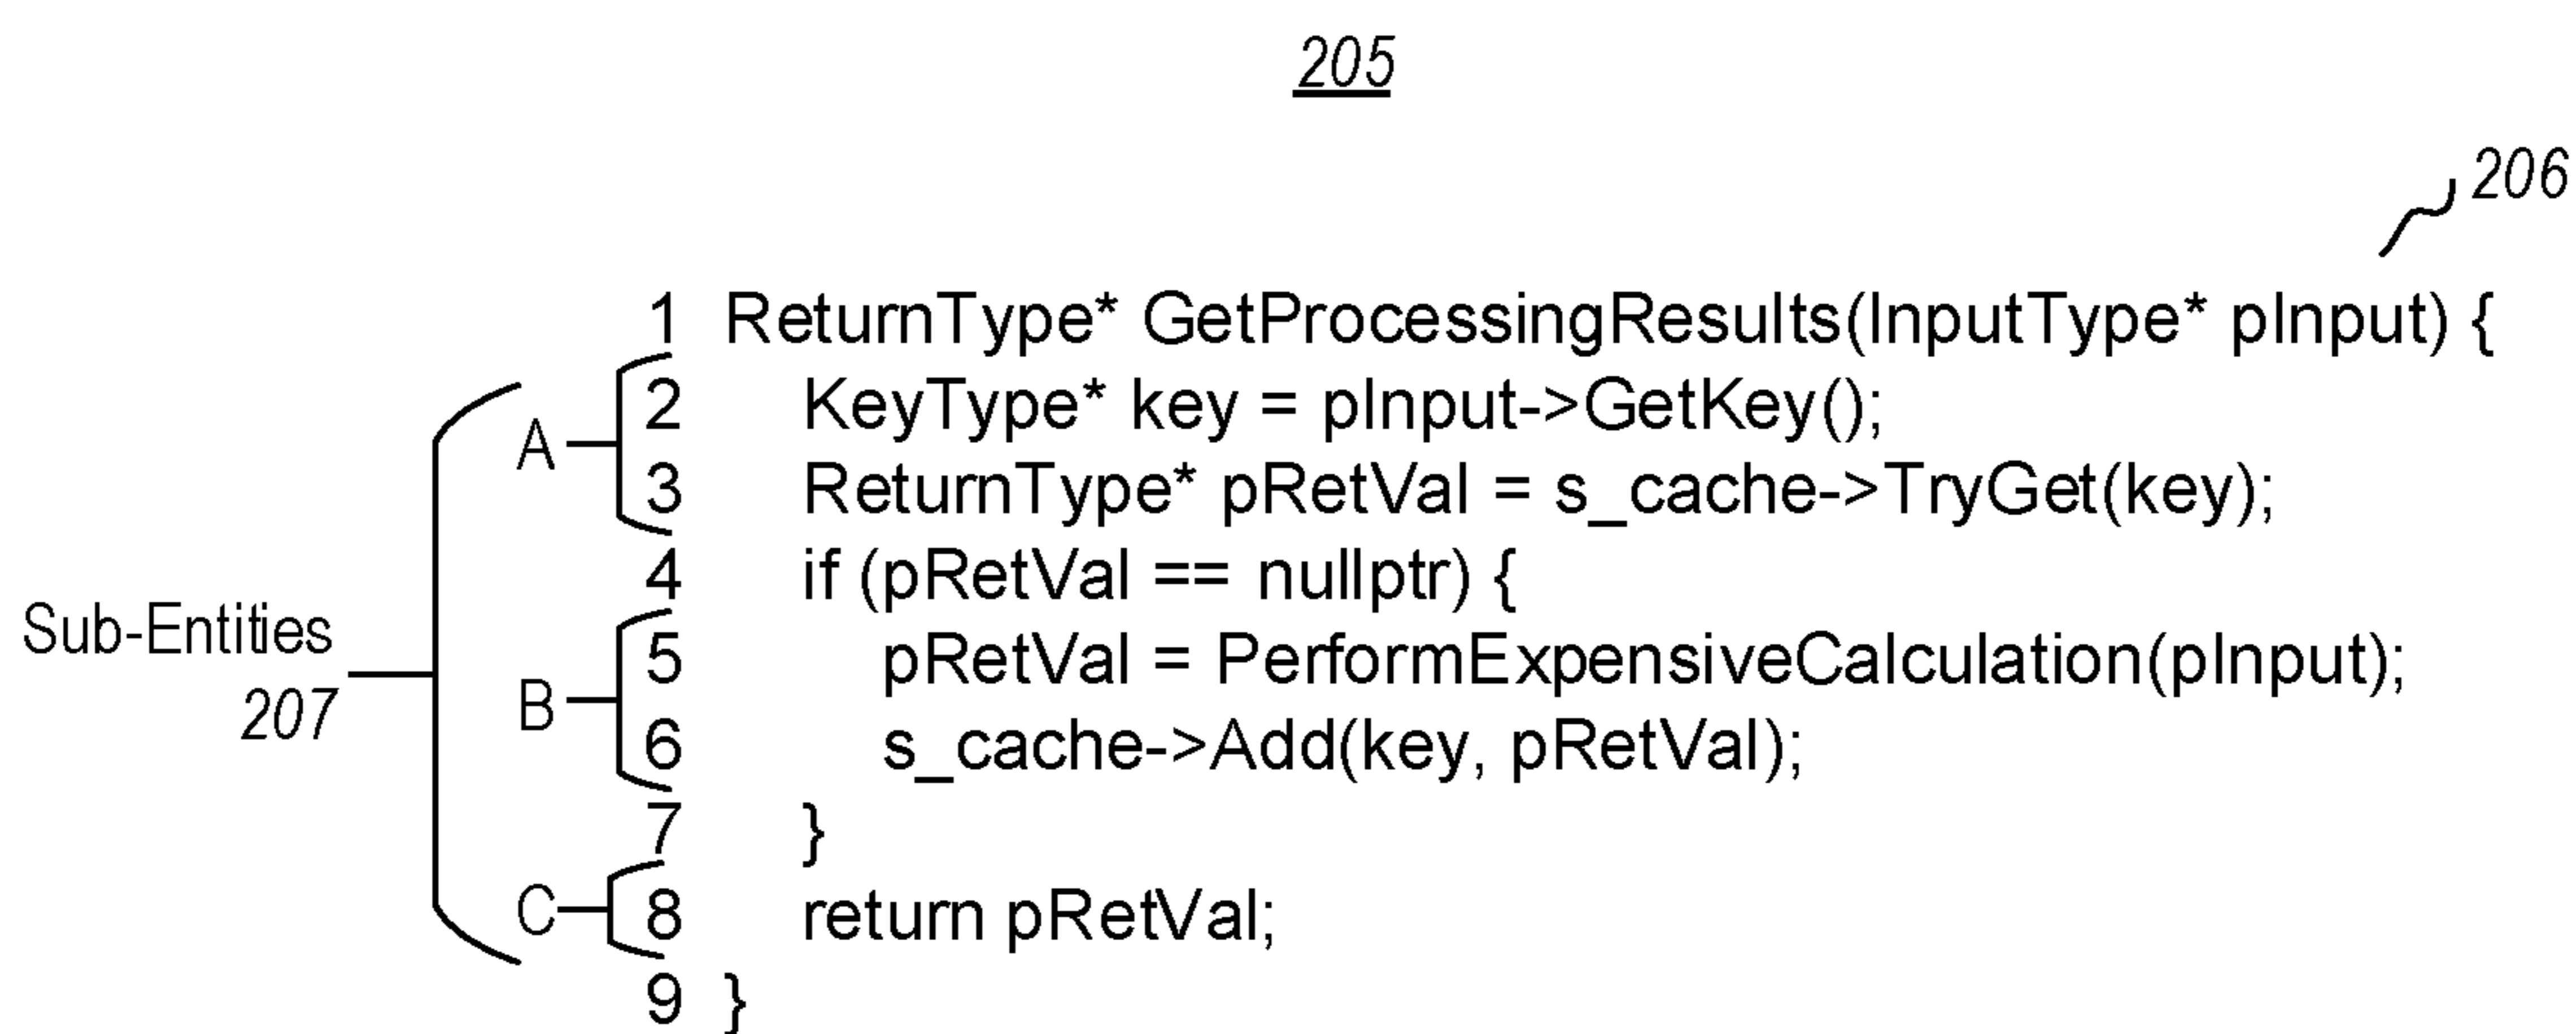 205
206
1 ReturnType* GetProcessingResults(InputType* pInput) {
2 KeyType* key = pInput->GetKey();
A
3 ReturnType* pRetVal = s_cache->TryGet(key);
4 if (pRetVal == nullptr) {
Sub-Entities
207
5 pRetVal = PerformExpensiveCalculation(pInput);
B
6 s_cache->Add(key, pRetVal);
7 }
C
8 return pRetVal;
9 }